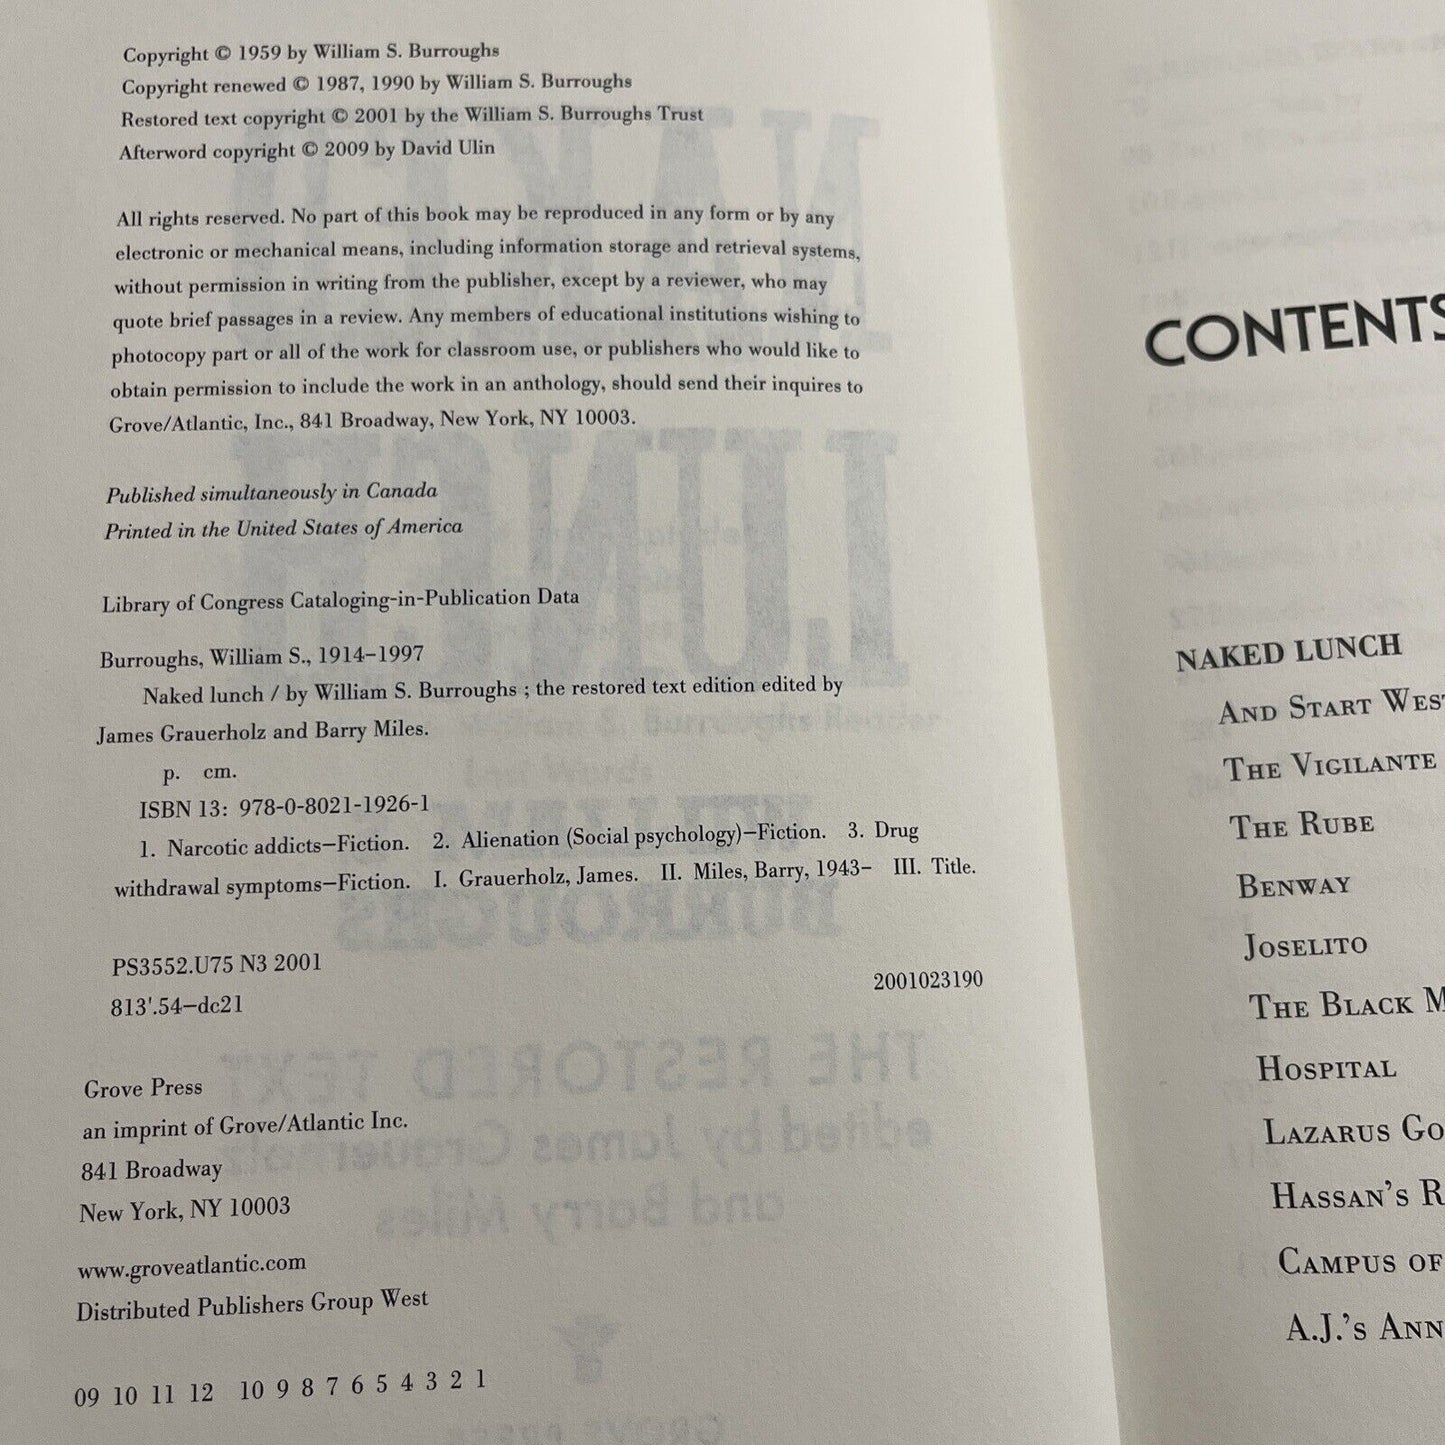 Copyright © 1959 by William S. Burroughs
Copyright renewed © 1987, 1990 by William S. Burroughs
Restored text copyright © 2001 by the William S. Burroughs Trust
Afterword copyright © 2009 by David Ulin
All rights reserved. No part of this book may be reproduced in any form or by any
electronic or mechanical means, including information storage and retrieval systems,
without permission in writing from the publisher, except by a reviewer, who may
quote brief passages in a review. Any members of educational institutions wishing to
photocopy part or all of the work for classroom use, or publishers who would like to
obtain permission to include the work in an anthology, should send their inquires to
Grove/Atlantic, Inc., 841 Broadway, New York, NY 10003.
Published simultaneously in Canada
Printed in the United States of America
Library of Congress Cataloging-in-Publication Data
Burroughs, William S., 1914–1997
Naked lunch / by William S. Burroughs ; the restored text edition edited by
James Grauerholz and Barry Miles.
p. cm.
ISBN 13: 978-0-8021-1926-1
1. Narcotic addicts—Fiction. 2. Alienation (Social psychology)—Fiction. 3. Drug
withdrawal symptoms—Fiction. I. Grauerholz, James. II. Miles, Barry, 1943– III. Title.
PS3552.U75 N3 2001
813'.54—dc21
2001023190
Grove Press
an imprint of Grove/Atlantic Inc.
841 Broadway
New York, NY 10003
www.groveatlantic.com
Distributed Publishers Group West
09 10 11 12 10 9 8 7 6 5 4 3 2 1
CONTENTS
NAKED LUNCH
And Start West
The Vigilante
The Rube
Benway
Joselito
The Black M
Hospital
Lazarus Go
Hassan's R
Campus of
A.J.'s Ann